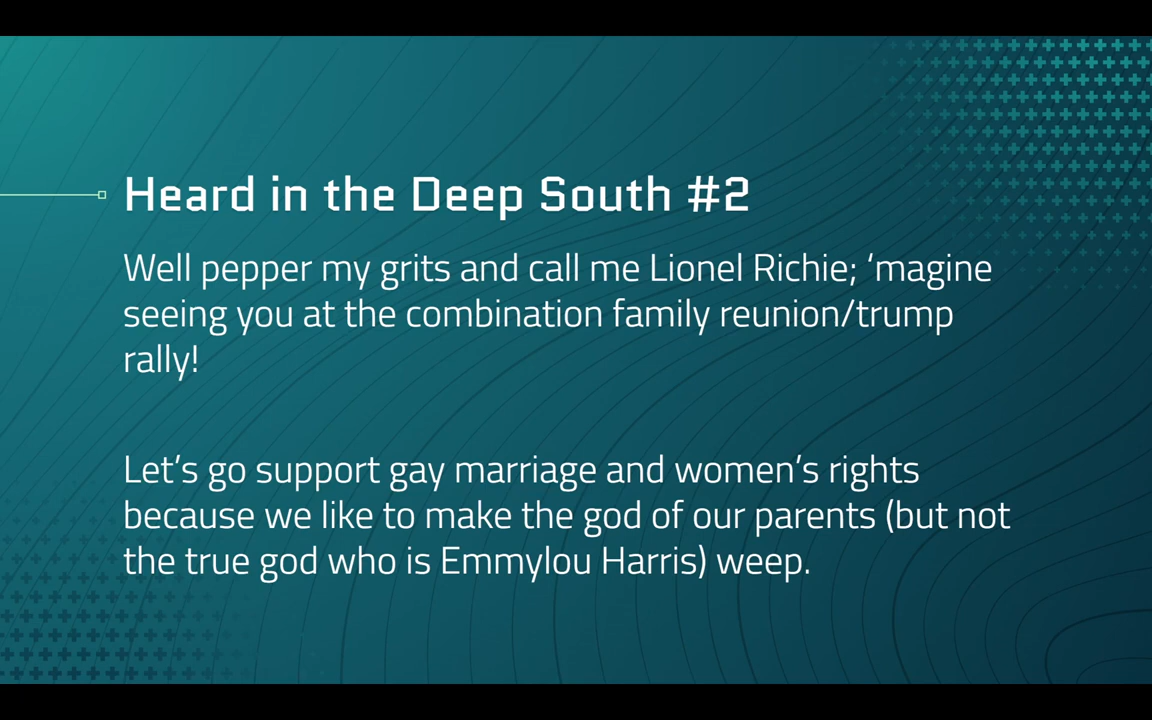 Heard in the Deep South #2
Well pepper my grits and call me Lionel Richie; ‘magine
seeing you at the combination family reunion/trump
rally!
Let’s go support gay marriage and women’s rights
because we like to make the god of our parents (but not
the true god who is Emmylou Harris) weep.